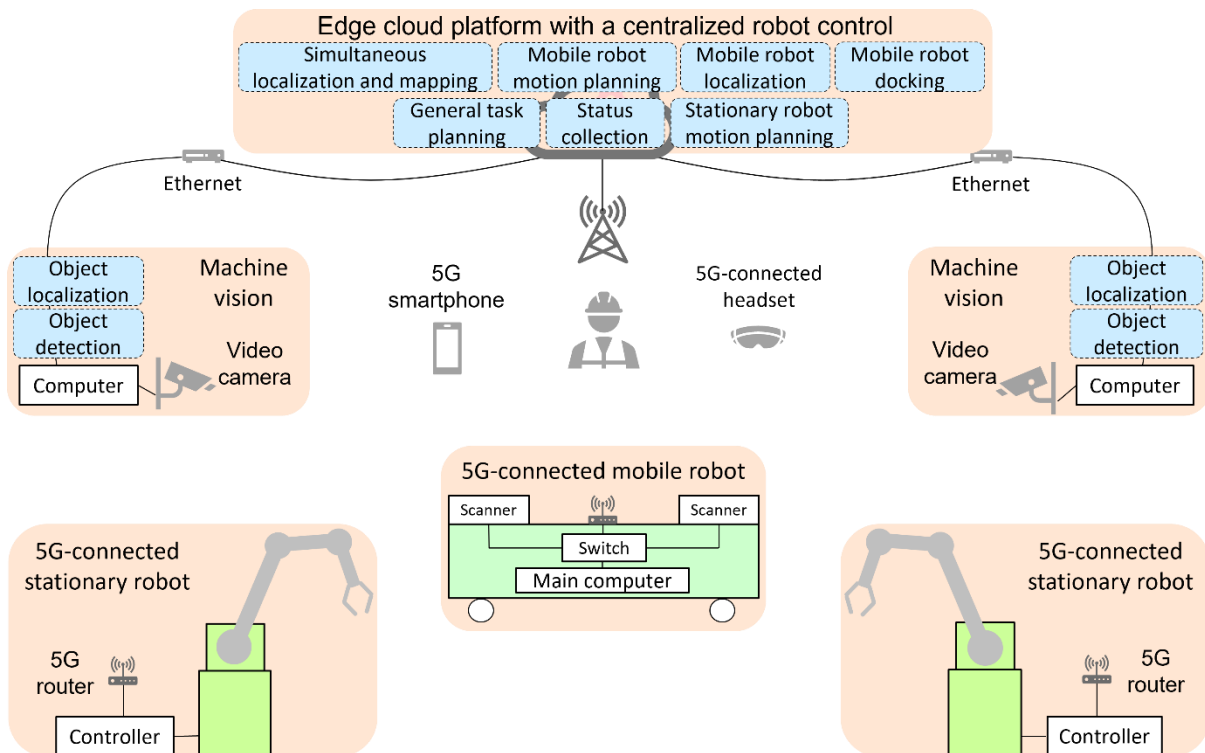 Edge cloud platform with a centralized robot control
Simultaneous
localization and mapping
Mobile robot
motion planning
Mobile robot
localization
Mobile robot
docking
General task
planning
Status
collection
Stationary robot
motion planning
Ethernet
Ethernet
Object
localization
Object
detection
Computer
Machine
vision
Video
camera
5G
smartphone
5G-connected
headset
Machine
vision
Video
camera
Object
localization
Object
detection
Computer
5G-connected mobile robot
Scanner
Scanner
Switch
Main computer
5G-connected
stationary robot
5G
router
Controller
5G-connected
stationary robot
5G
router
Controller